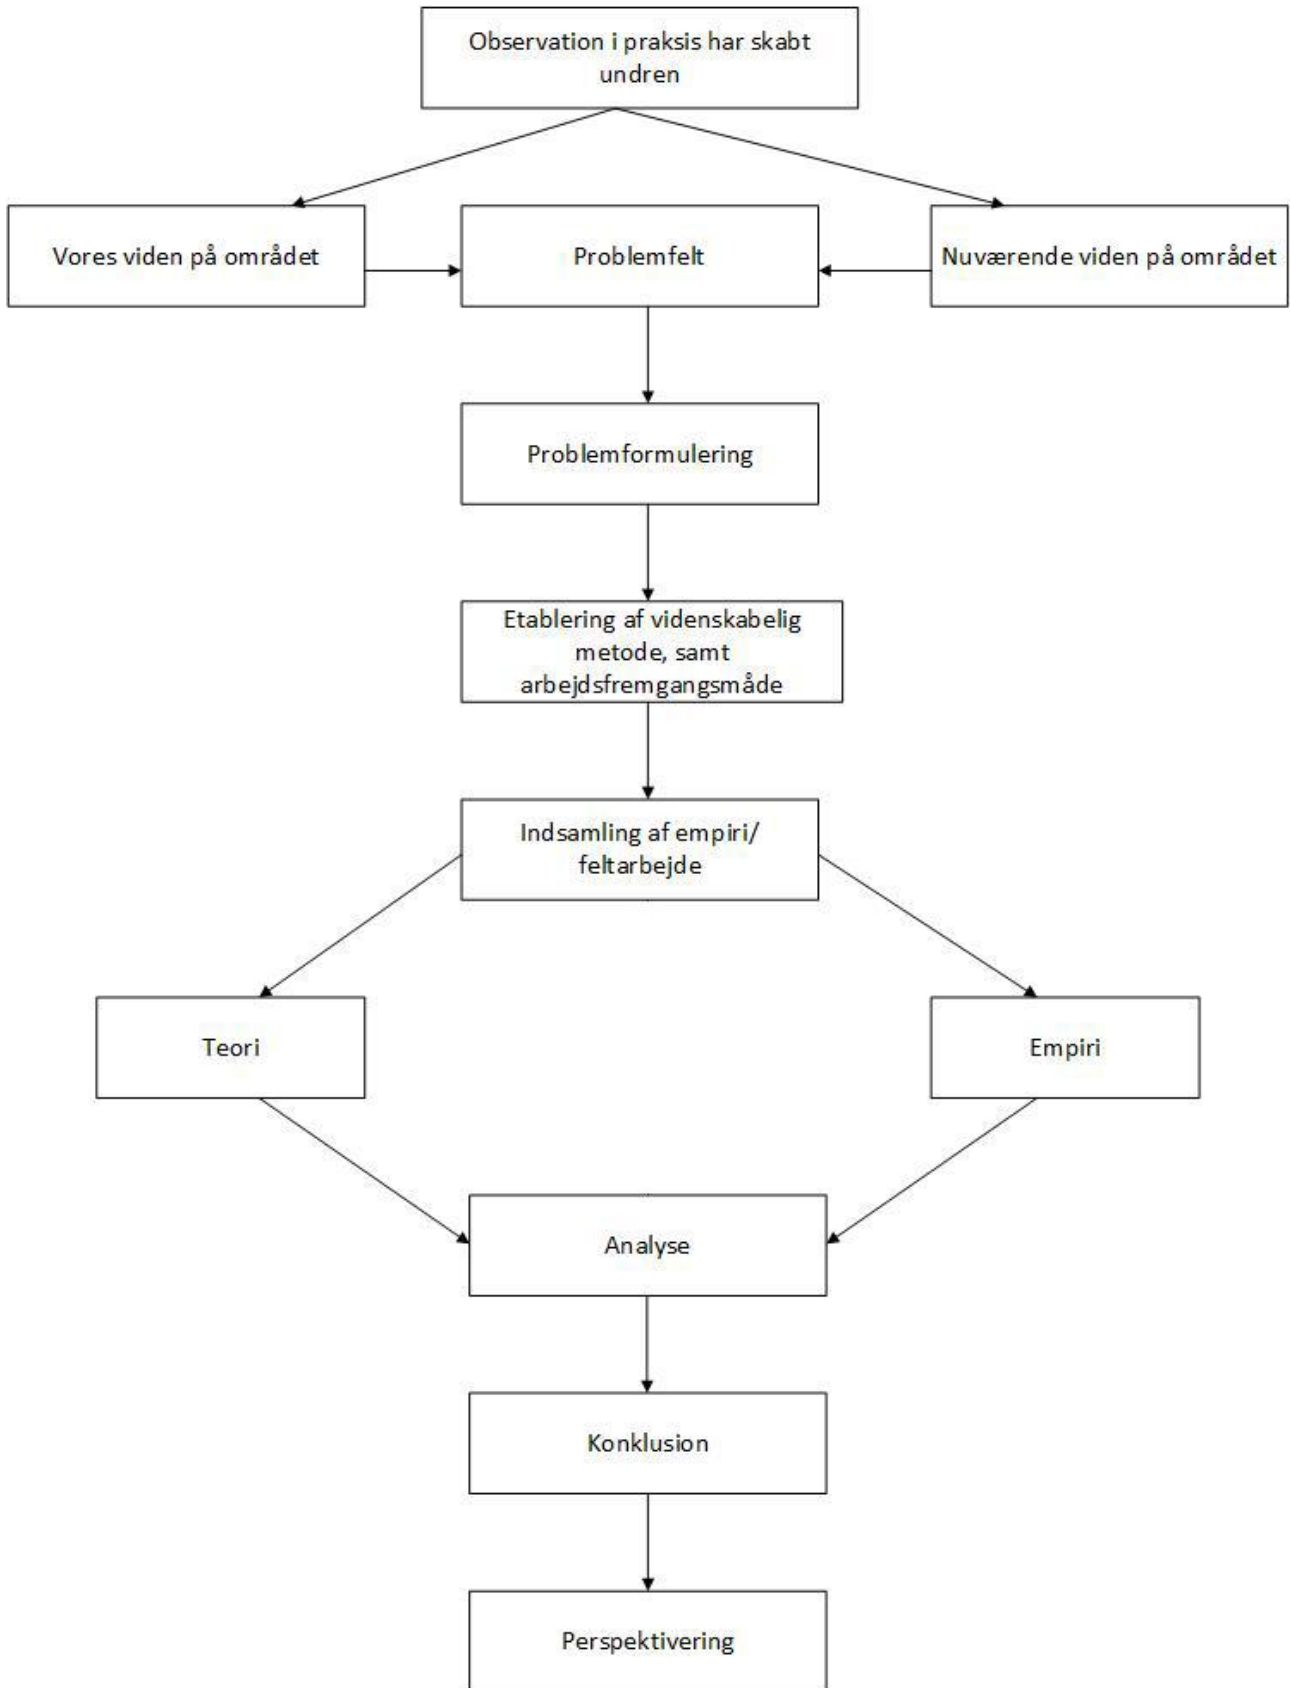 Observation i praksis har skabt
undren
Vores viden på området
Problemfelt
Nuværende viden på området
Problemformulering
Etablering af videnskabelig
metode, samt
arbejdsfremgangsmåde
Indsamling af empiri/
feltarbejde
Teori
Empiri
Analyse
Konklusion
Perspektivering